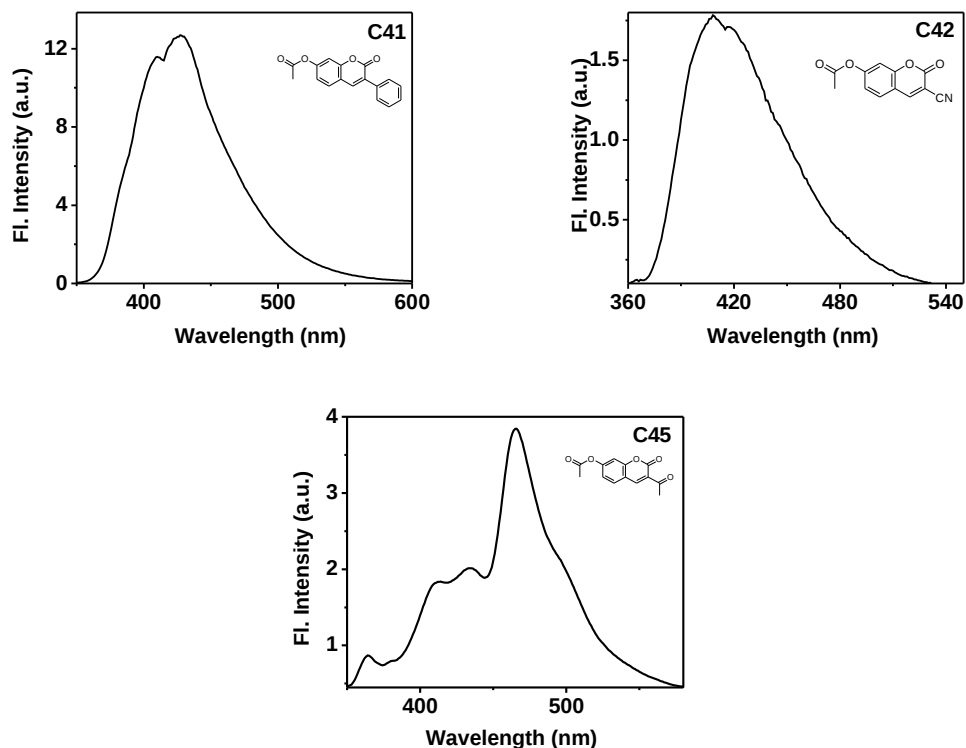 C41
12
8
4
0
400
500
600
Fl. Intensity (a.u.)
Wavelength (nm)
O
O
O
O
C42
1.5
1.0
0.5
360
420
480
540
Fl. Intensity (a.u.)
Wavelength (nm)
O
O
O
O
CN
C45
4
3
2
1
400
500
Fl. Intensity (a.u.)
Wavelength (nm)
O
O
O
O
O